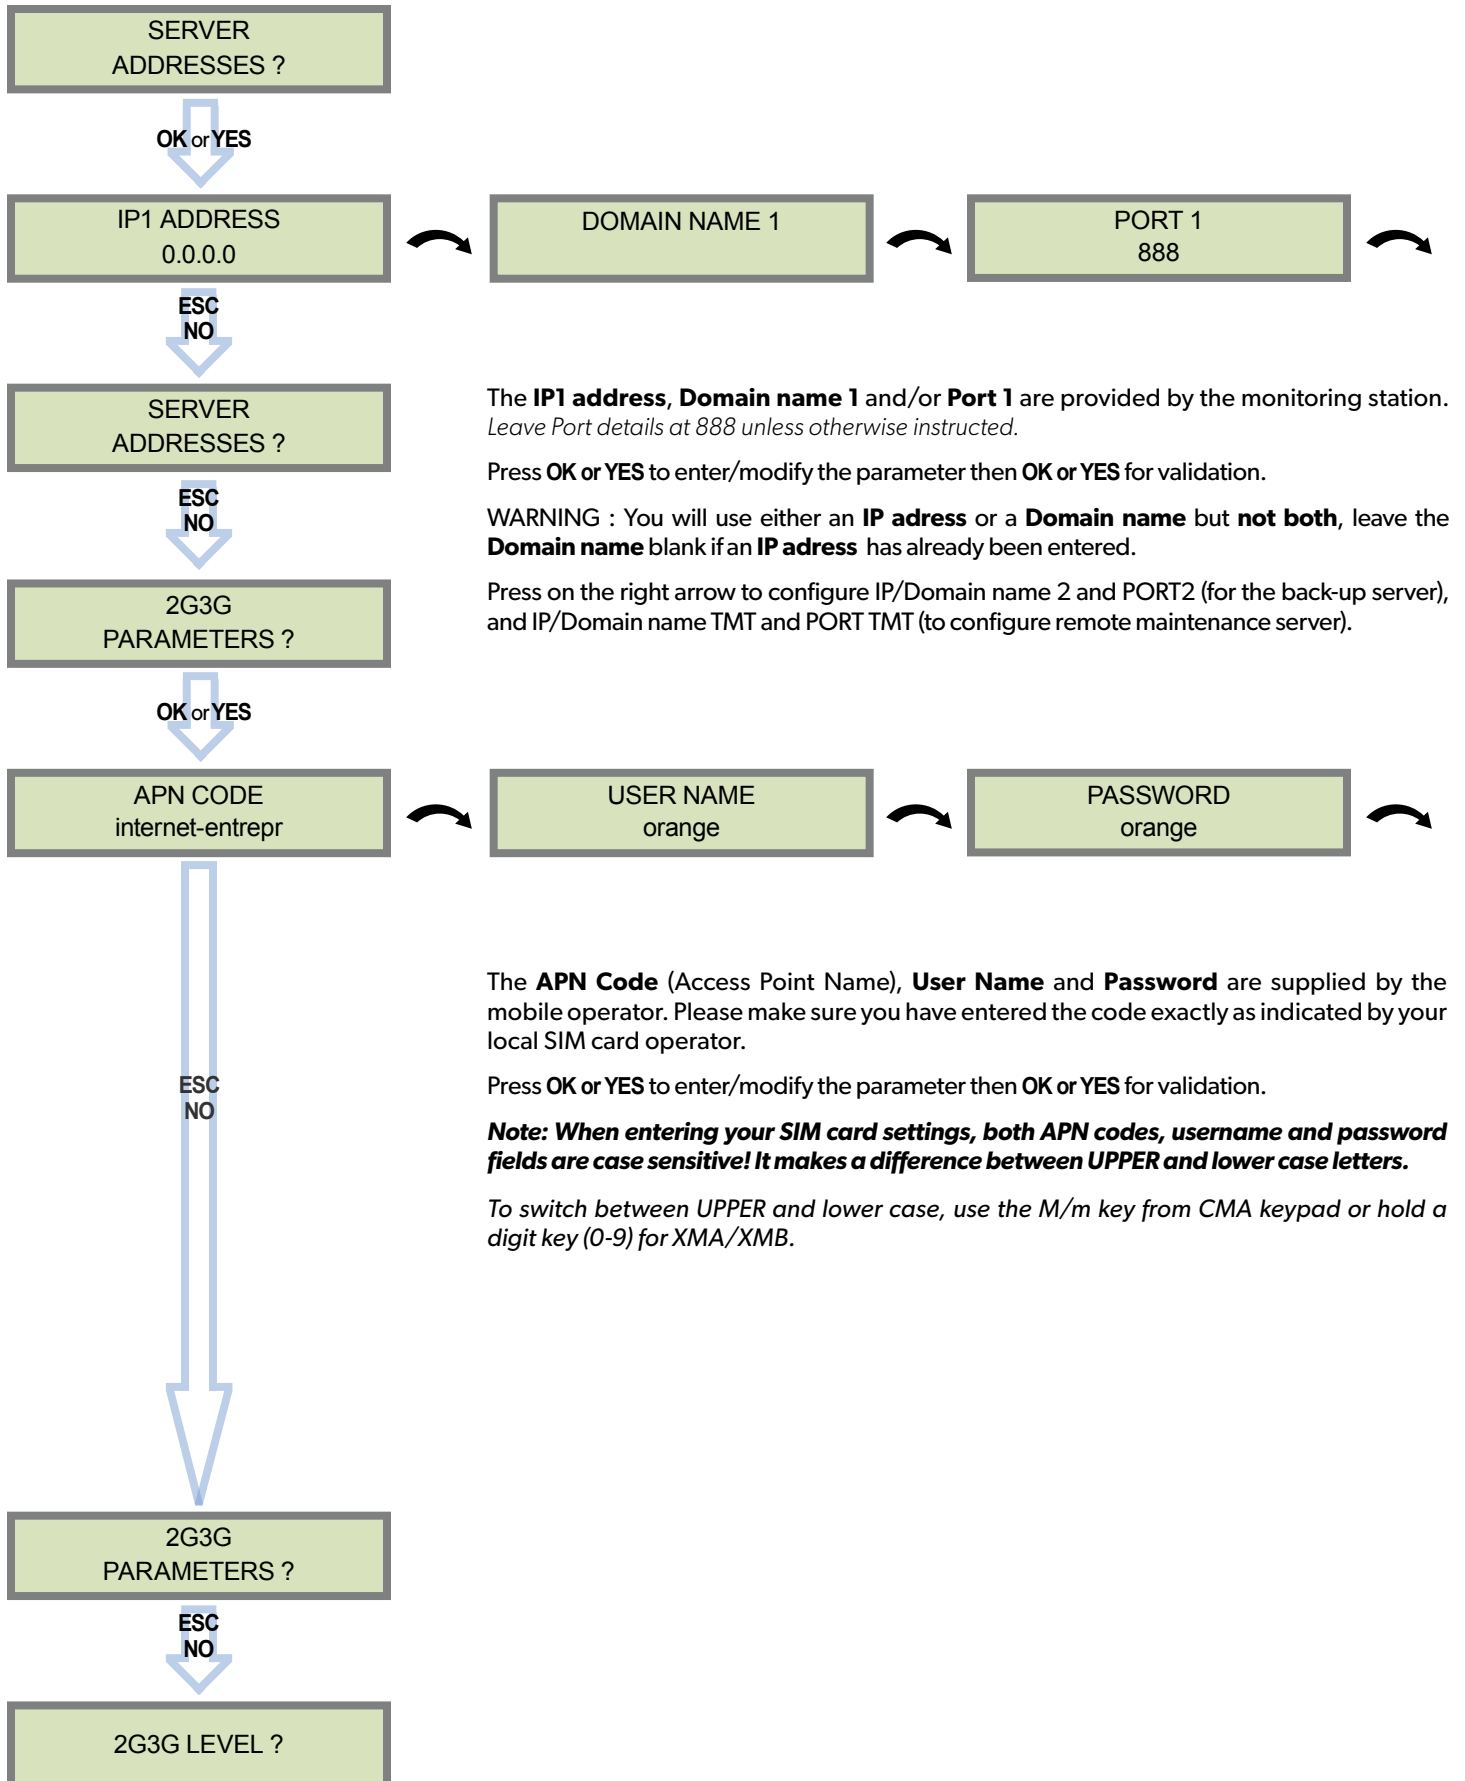 SERVER
ADDRESSES ?
OK or YES
IP1 ADDRESS
0.0.0.0
DOMAIN NAME 1
PORT 1
888
ESC
NO
SERVER
ADDRESSES ?
The IP1 address, Domain name 1 and/or Port 1 are provided by the monitoring station.
Leave Port details at 888 unless otherwise instructed.
Press OK or YES to enter/modify the parameter then OK or YES for validation.
WARNING : You will use either an IP adress or a Domain name but not both, leave the
Domain name blank if an IP adress has already been entered.
Press on the right arrow to configure IP/Domain name 2 and PORT2 (for the back-up server),
and IP/Domain name TMT and PORT TMT (to configure remote maintenance server).
ESC
NO
2G3G
PARAMETERS ?
OK or YES
APN CODE
internet-entrepr
USER NAME
orange
PASSWORD
orange
The APN Code (Access Point Name), User Name and Password are supplied by the
mobile operator. Please make sure you have entered the code exactly as indicated by your
local SIM card operator.
Press OK or YES to enter/modify the parameter then OK or YES for validation.
Note: When entering your SIM card settings, both APN codes, username and password
fields are case sensitive! It makes a difference between UPPER and lower case letters.
To switch between UPPER and lower case, use the M/m key from CMA keypad or hold a
digit key (0-9) for XMA/XMB.
ESC
NO
2G3G
PARAMETERS ?
ESC
NO
2G3G LEVEL ?